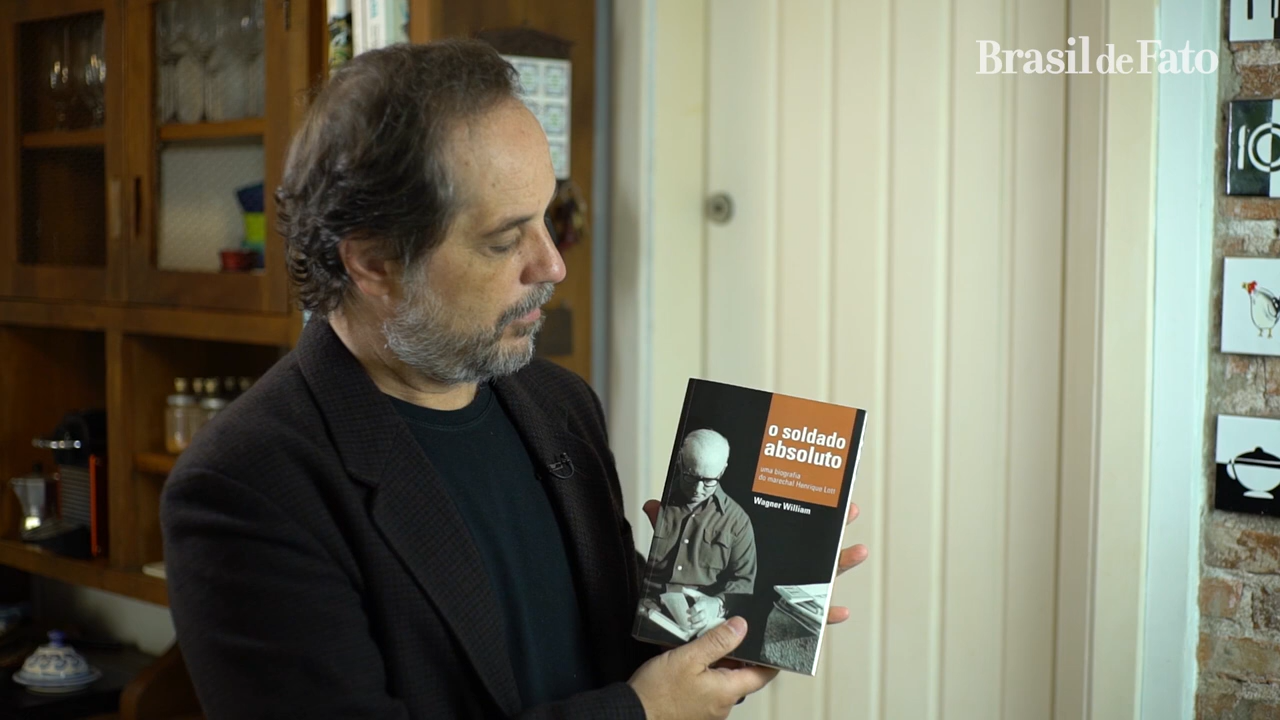 Brasil de Fato
o soldado
absoluto
uma biografia
do marechal Henrique Lott
Wagner William